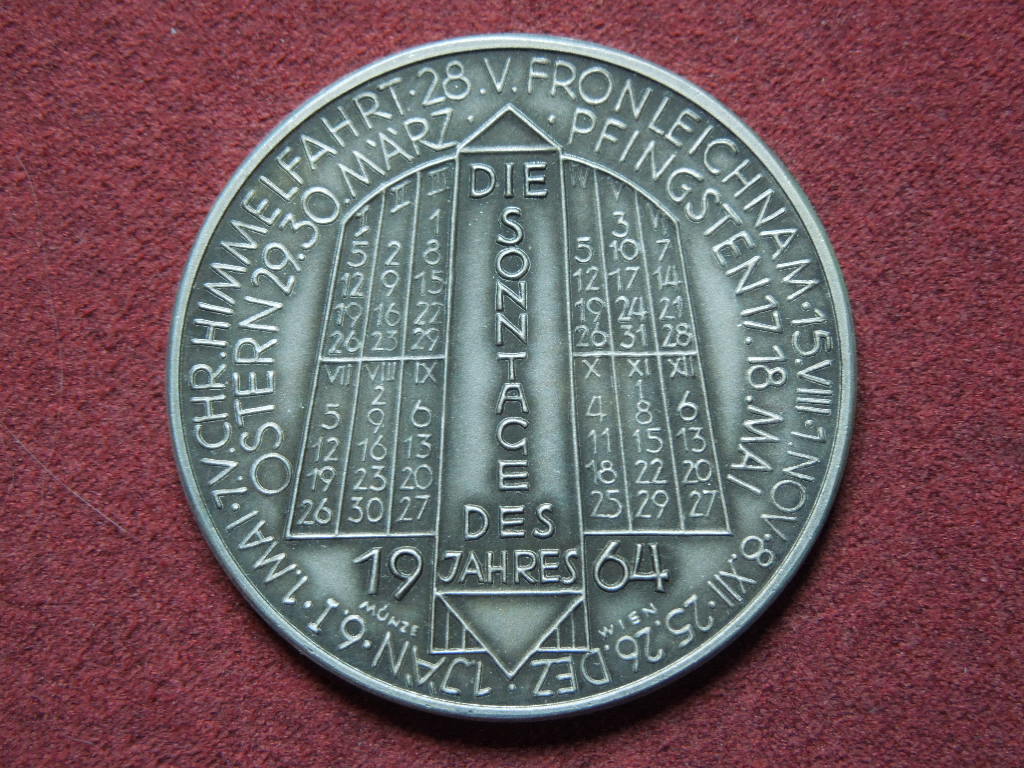 1.JÄN·6.I·1.MAI·7.V.CHR.HIMMELFAHRT·28.V.FRONLEICHNAM·15.VIII·1.NOV·8.XII·25.26.DEZ·
OSTERN 29.30.MÄRZ · · PFINGSTEN 17.18.MAI
DIE
SONNTAGE
DES
JAHRES
19 64
I II III
1
5 2 8
12 9 15
19 16 22
26 23 29
IV V VI
3
5 10 7
12 17 14
19 24 21
26 31 28
VII VIII IX
2
5 9 6
12 16 13
19 23 20
26 30 27
X XI XII
1
4 8 6
11 15 13
18 22 20
25 29 27
MÜNZE WIEN